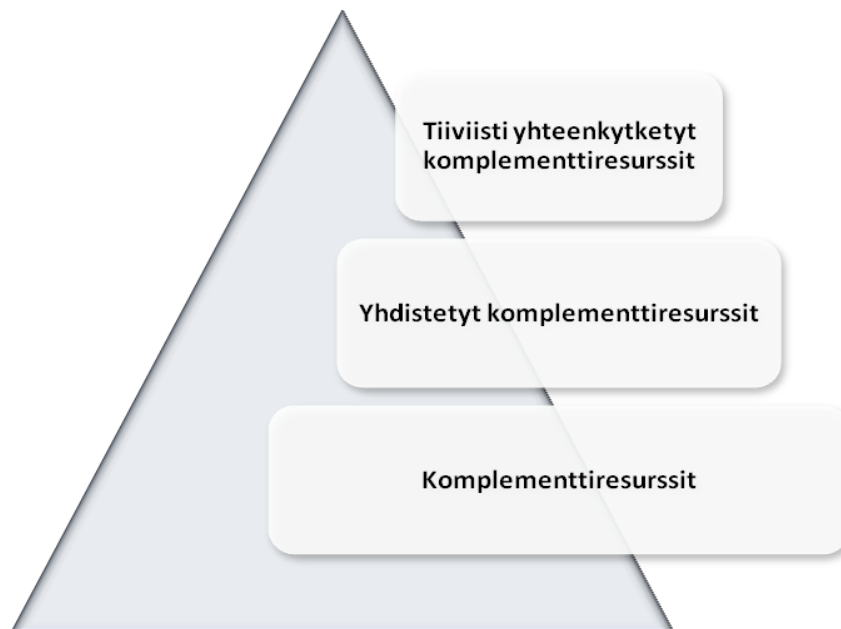 Tiiviisti yhteenkytketyt
komplementtiresurssit
Yhdistetyt komplementtiresurssit
Komplementtiresurssit